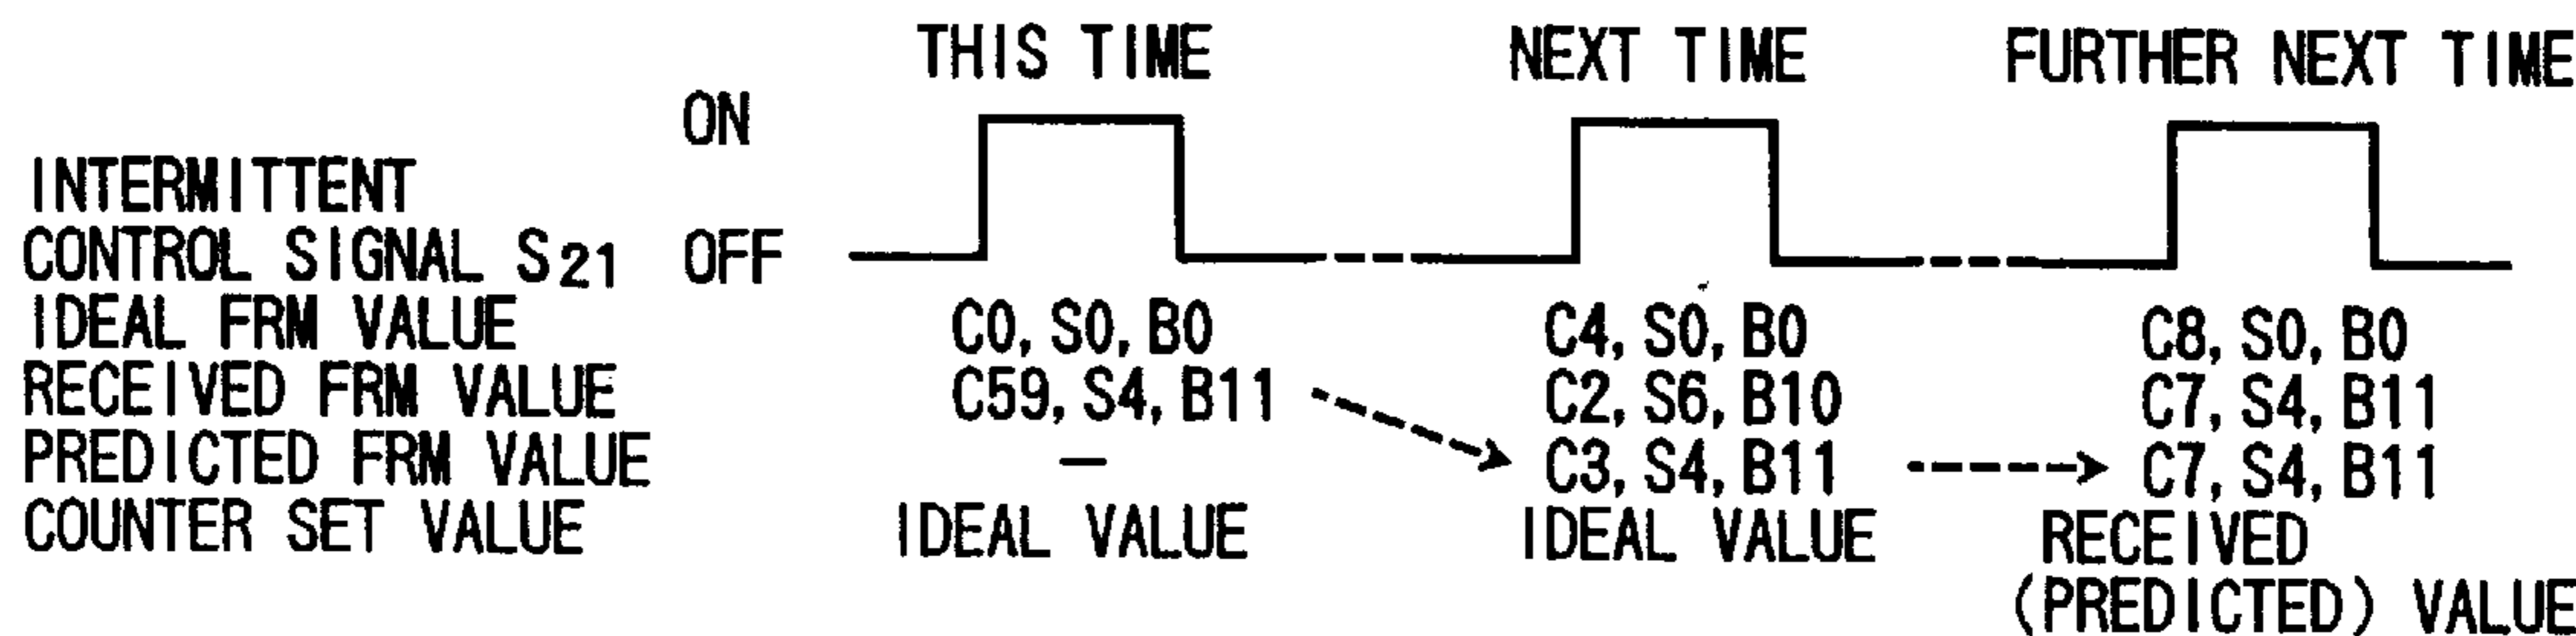 THIS TIME NEXT TIME FURTHER NEXT TIME
ON
INTERMITTENT
CONTROL SIGNAL S21 OFF
IDEAL FRM VALUE C0, S0, B0 C4, S0, B0 C8, S0, B0
RECEIVED FRM VALUE C59, S4, B11 C2, S6, B10 C7, S4, B11
PREDICTED FRM VALUE — C3, S4, B11 C7, S4, B11
COUNTER SET VALUE IDEAL VALUE IDEAL VALUE RECEIVED
(PREDICTED) VALUE